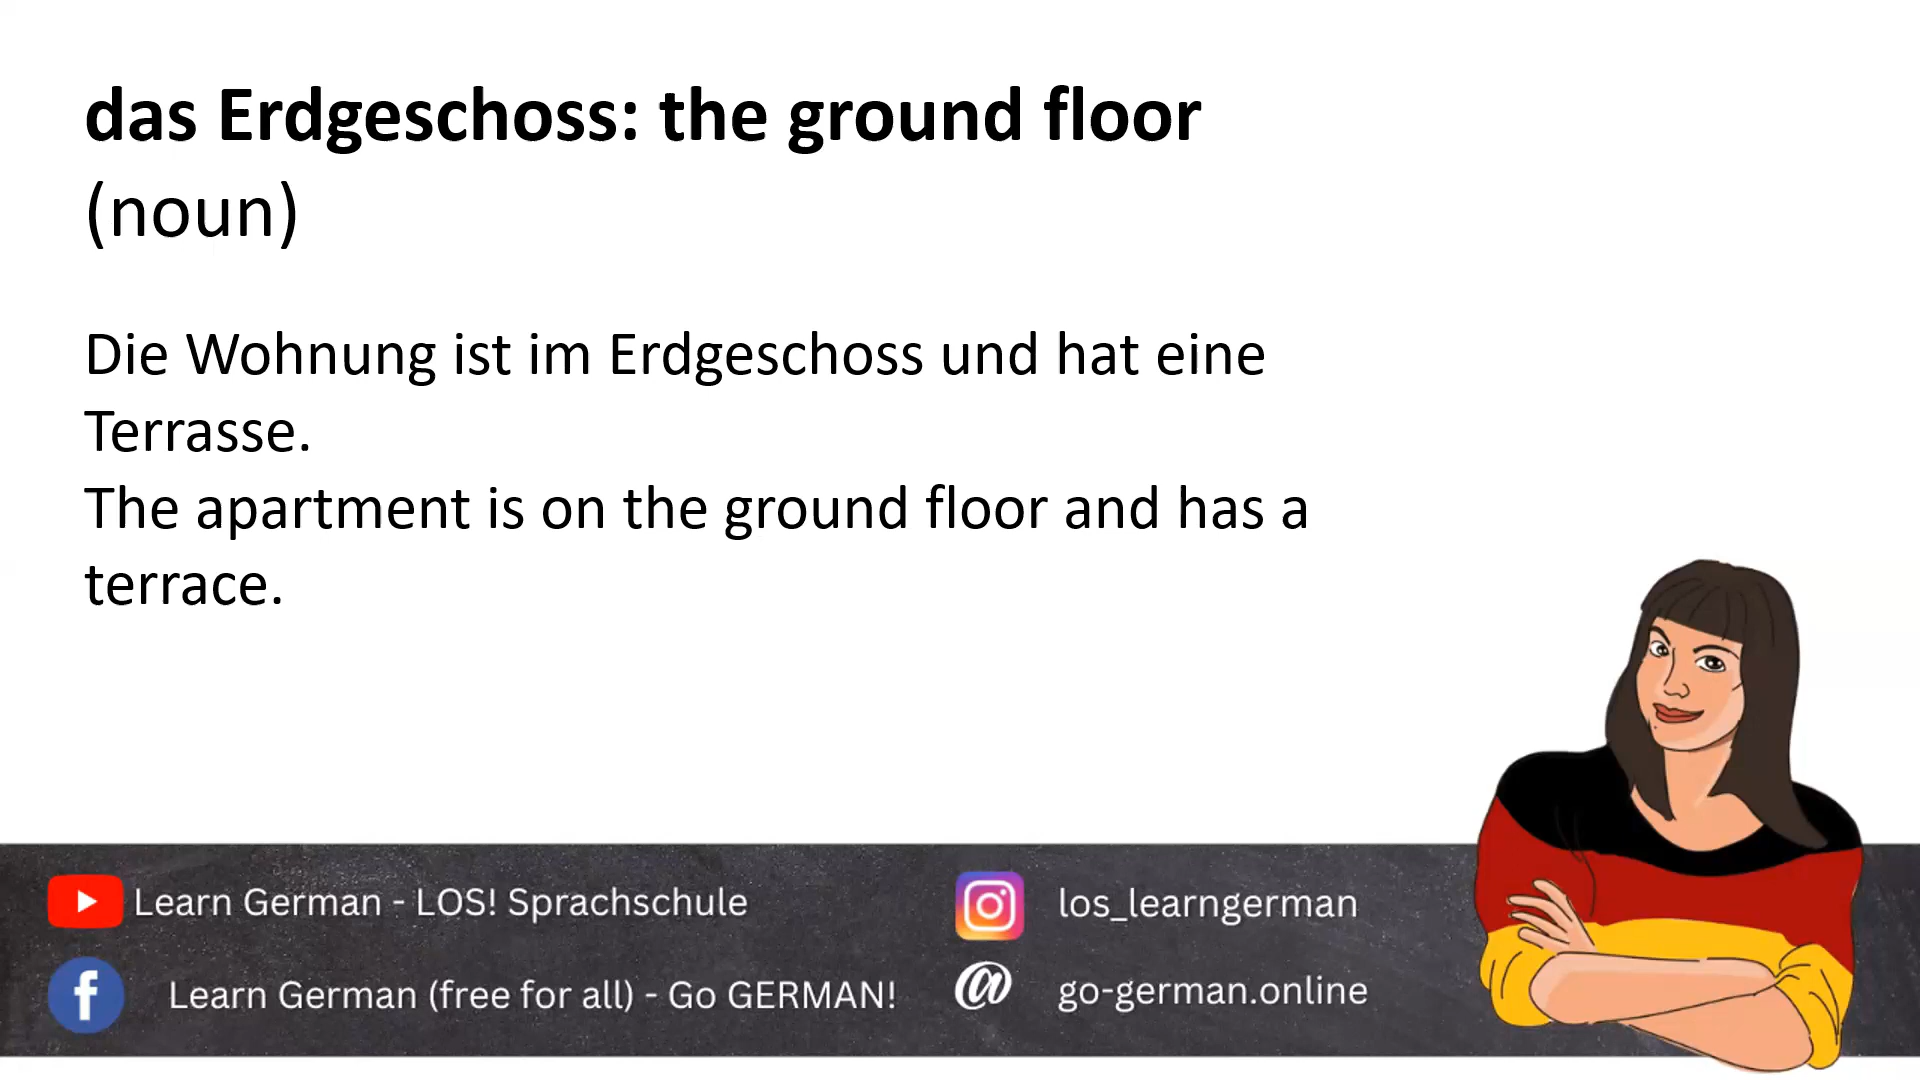 das Erdgeschoss: the ground floor
(noun)
Die Wohnung ist im Erdgeschoss und hat eine
Terrasse.
The apartment is on the ground floor and has a
terrace.
Learn German - LOS! Sprachschule
los_learngerman
Learn German (free for all) - Go GERMAN!
go-german.online